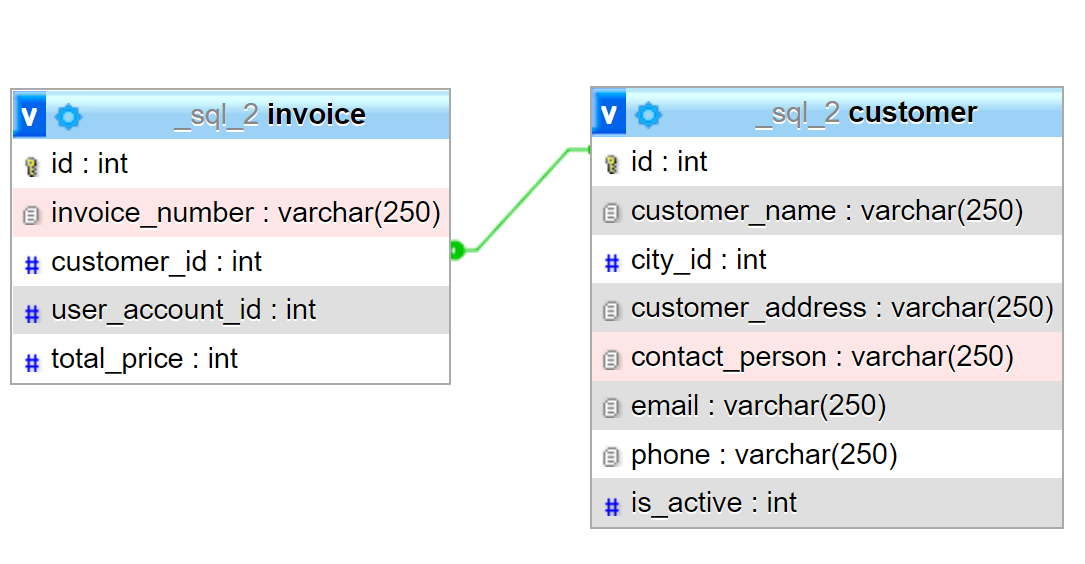 v _sql_2 invoice
id : int
invoice_number : varchar(250)
# customer_id : int
# user_account_id : int
# total_price : int
v _sql_2 customer
id : int
customer_name : varchar(250)
# city_id : int
customer_address : varchar(250)
contact_person : varchar(250)
email : varchar(250)
phone : varchar(250)
# is_active : int